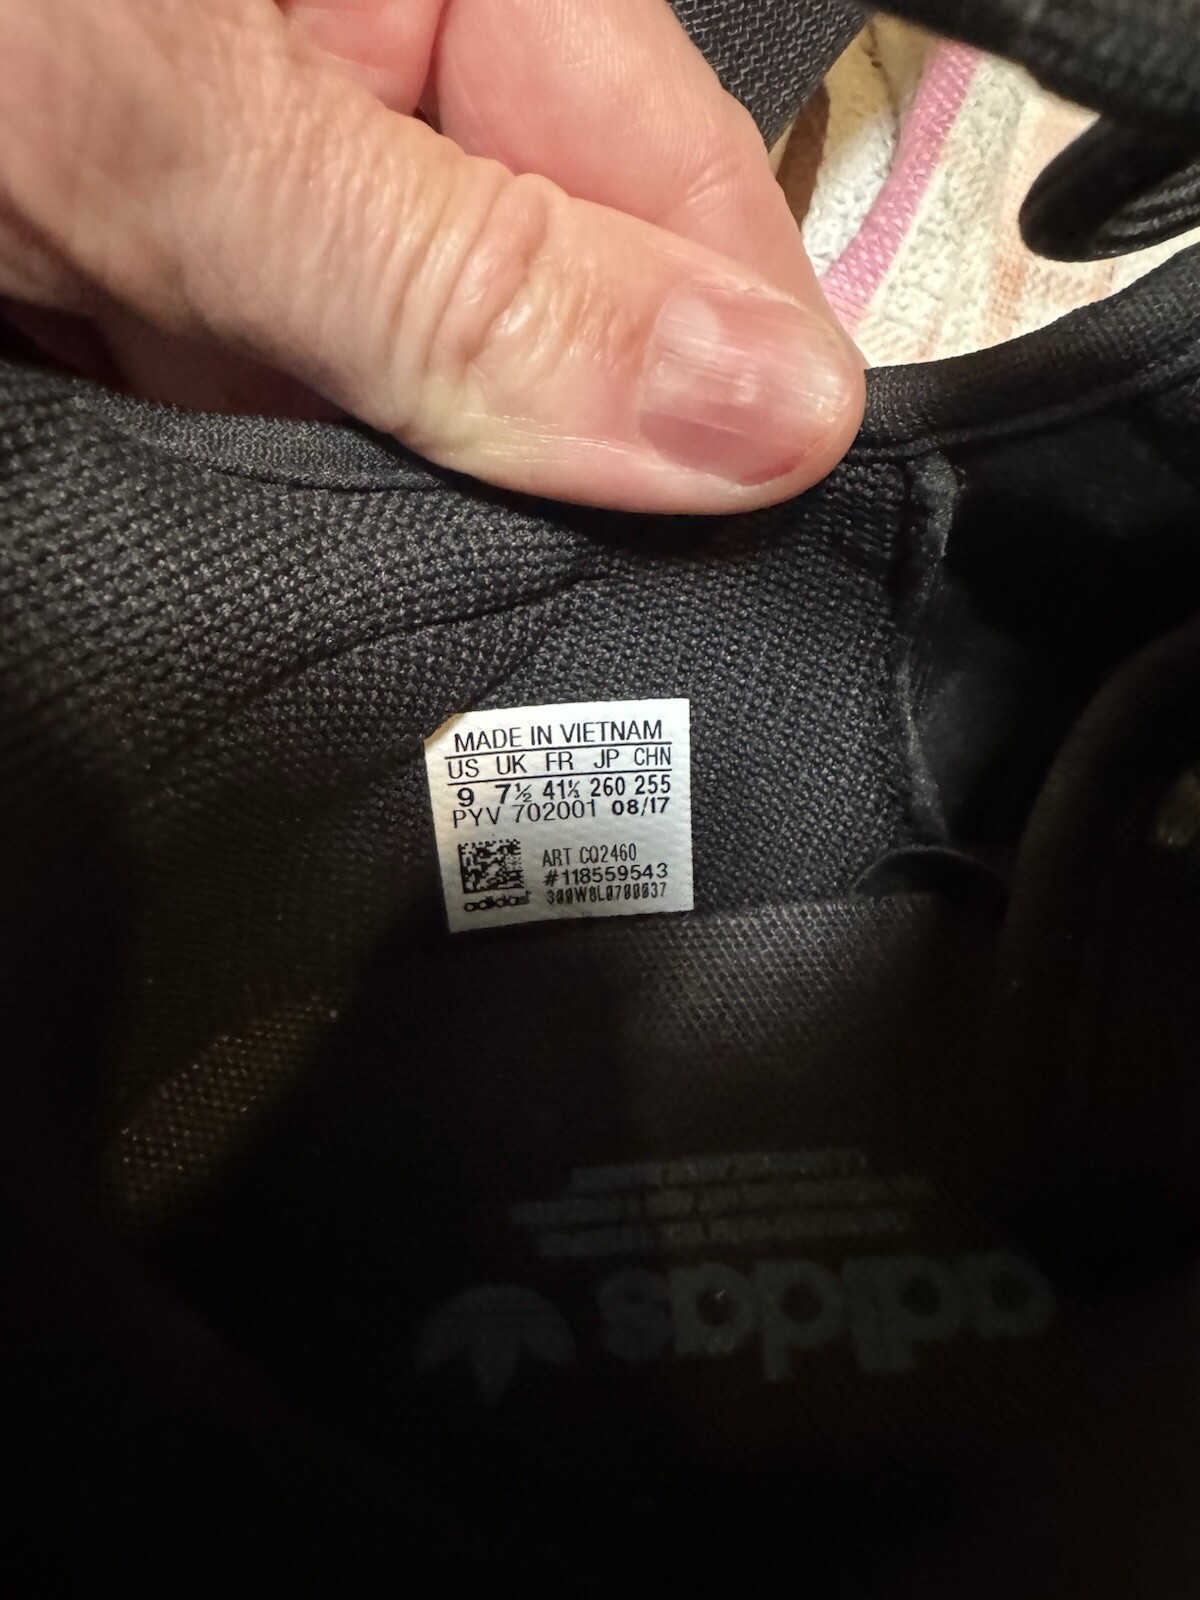 MADE IN VIETNAM
US UK FR JP CHN
9 7½ 41⅓ 260 255
PYV 702001 08/17
ART CQ2460
#118559543
adidas
adidas